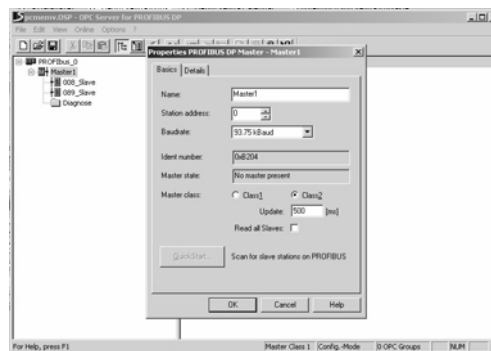 pcmemv.OSP - OPC Server for PROFIBUS DP
File Edit View Online Options ?
PROFIbus_0
Master1
008_Slave
089_Slave
Diagnose
Properties PROFIBUS DP Master - Master1
Basics Details
Name: Master1
Station address: 0
Baudrate: 93.75 kBaud
Ident number: 0xB204
Master state: No master present
Master class: Class1 Class2
Update: 500 [ms]
Read all Slaves:
QuickStart... Scan for slave stations on PROFIBUS
OK Cancel Help
For Help, press F1 Master Class 1 Config.-Mode 0 OPC Groups NUM